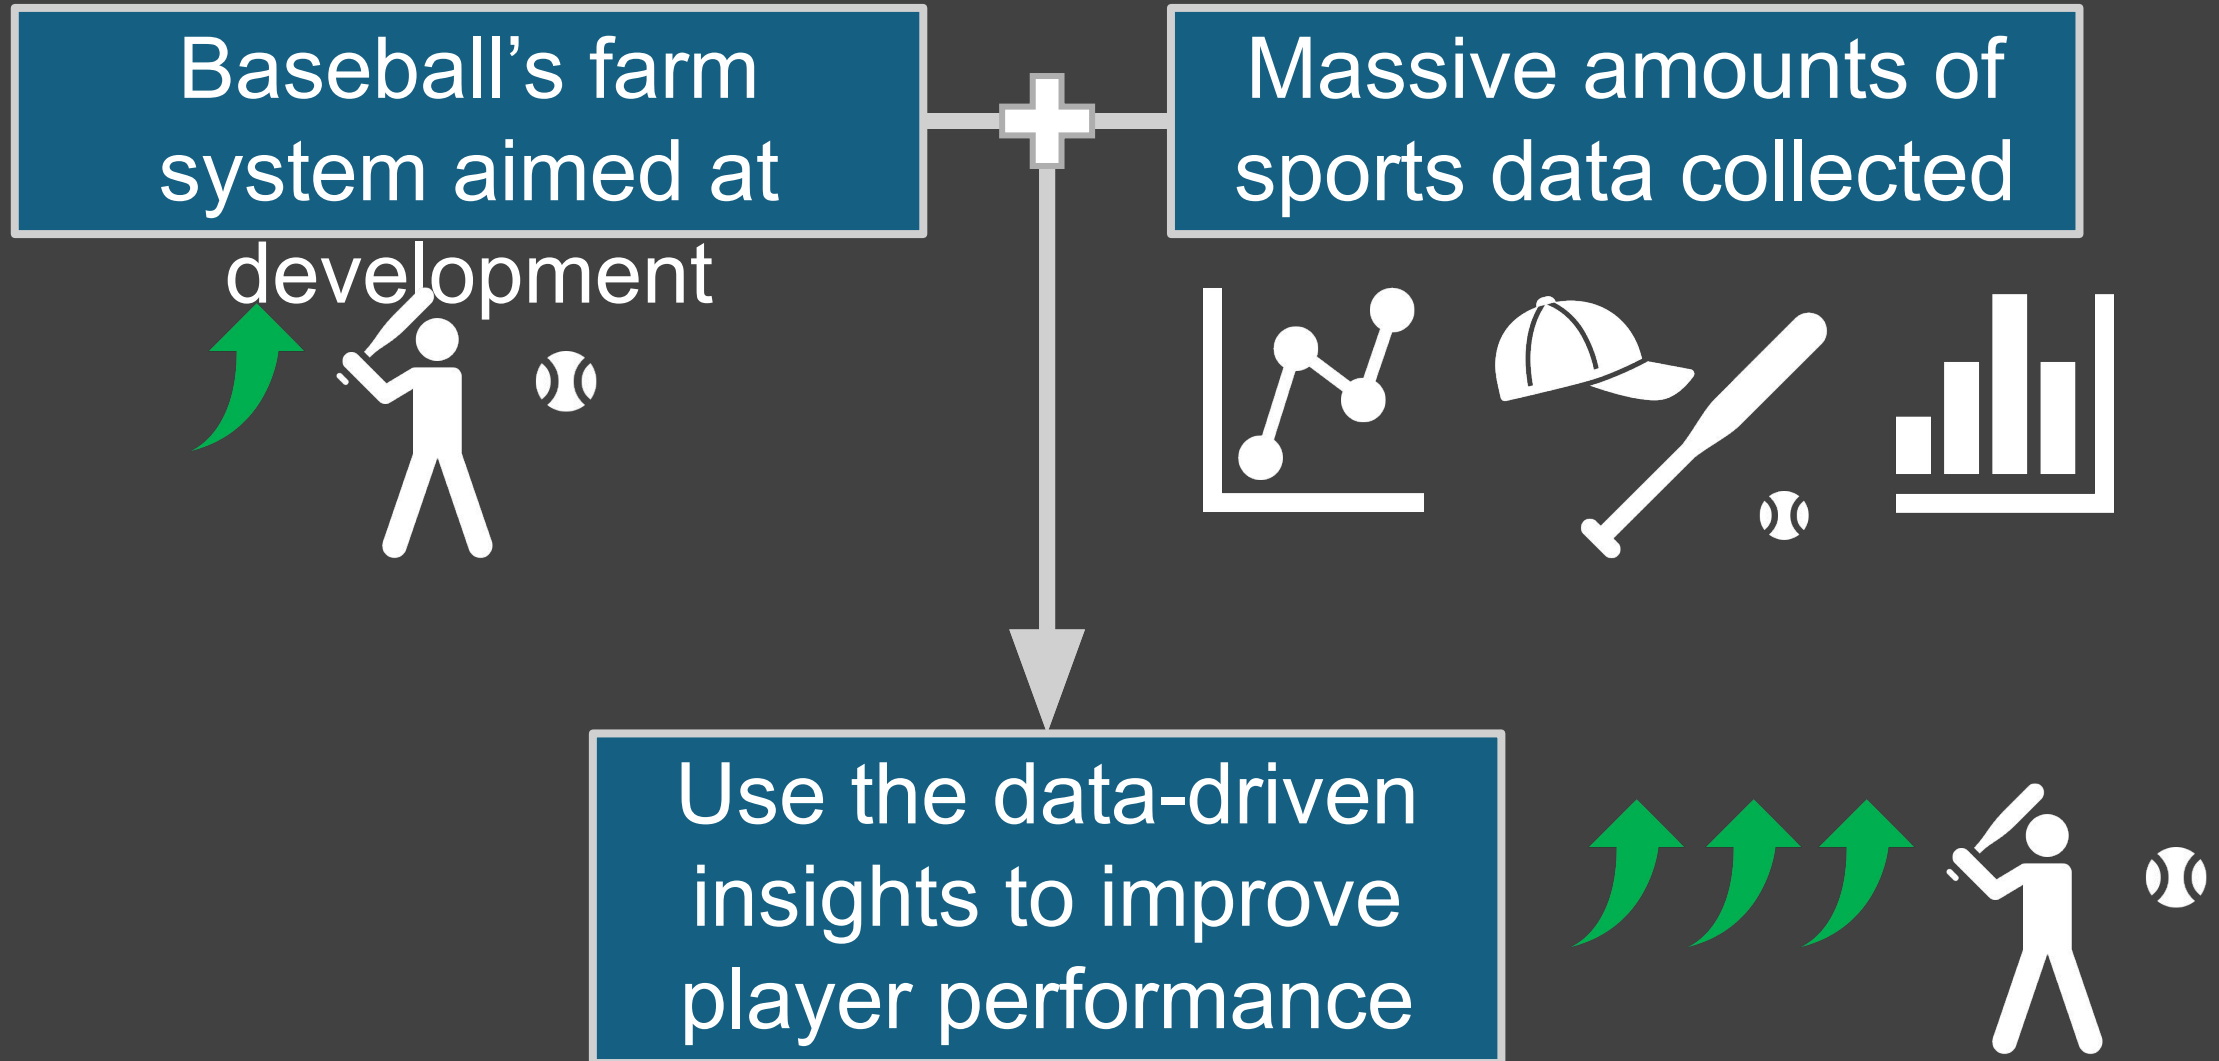 Baseball’s farm
system aimed at
development
Massive amounts of
sports data collected
Use the data-driven
insights to improve
player performance